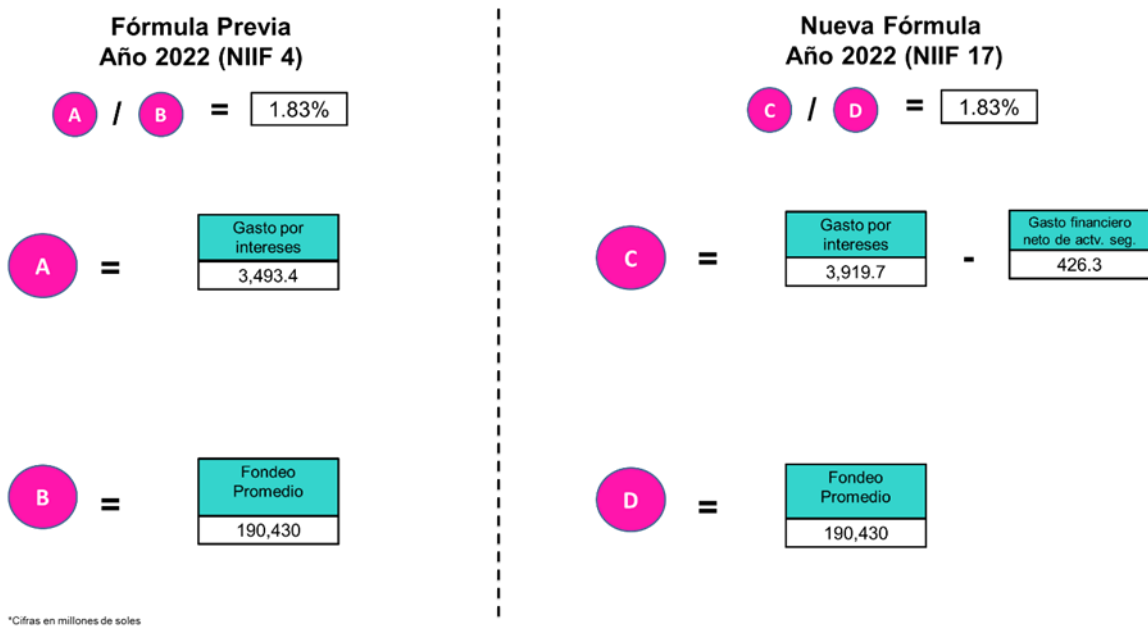 Fórmula Previa
Año 2022 (NIIF 4)
A / B = 1.83%
A =
Gasto por
intereses
3,493.4
B =
Fondeo
Promedio
190,430
*Cifras en millones de soles
Nueva Fórmula
Año 2022 (NIIF 17)
C / D = 1.83%
C =
Gasto por
intereses
3,919.7
-
Gasto financiero
neto de actv. seg.
426.3
D =
Fondeo
Promedio
190,430